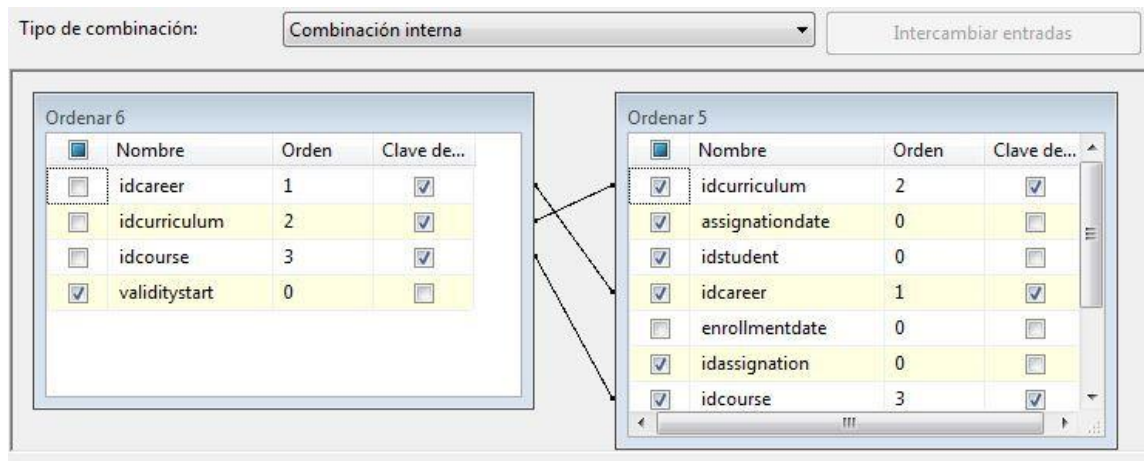 Tipo de combinación: Combinación interna Intercambiar entradas
Ordenar 6
Nombre Orden Clave de...
idcareer 1
idcurriculum 2
idcourse 3
validitystart 0
Ordenar 5
Nombre Orden Clave de...
idcurriculum 2
assignationdate 0
idstudent 0
idcareer 1
enrollmentdate 0
idassignation 0
idcourse 3